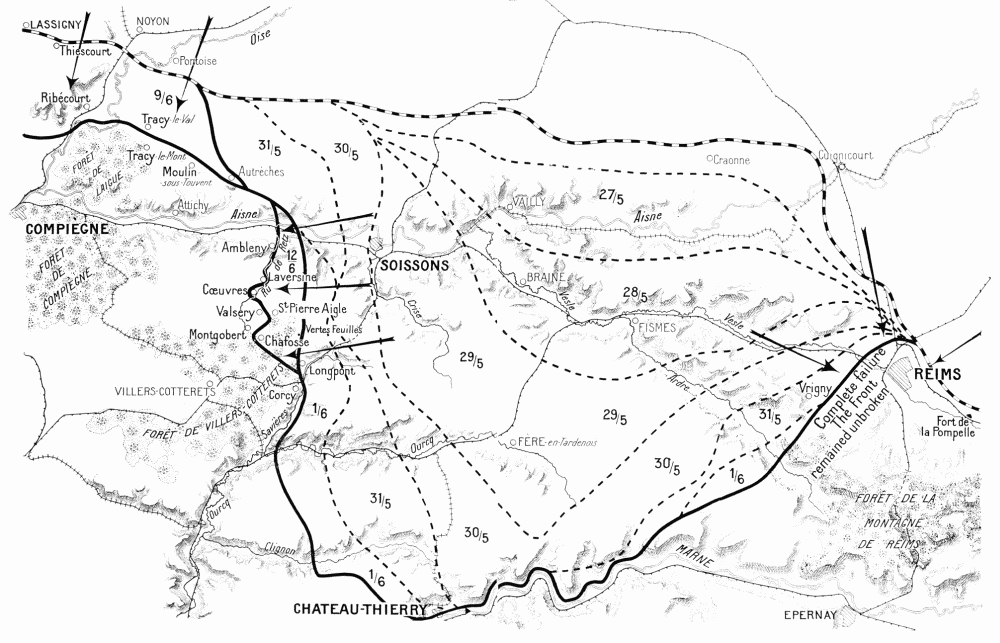 LASSIGNY
NOYON
Thiescourt
Oise
Pontoise
Ribécourt
9/6
Tracy-le-Val
31/5
30/5
Craonne
Guignicourt
Tracy-le-Mont
FORÊT
DE
LAIGUE
Moulin
sous-Touvent
Autrèches
Attichy
VAILLY
27/5
Aisne
Aisne
COMPIEGNE
Ambleny
Ru de Retz
12
6
SOISSONS
FORÊT
DE
COMPIÈGNE
Laversine
BRAINE
Cœuvres
28/5
Vesle
Valsery
St Pierre Aigle
Crise
FISMES
Vesle
Montgobert
Chafosse
Vertes Feuilles
29/5
Longpont
REIMS
Ardre
Vrigny
Complete failure
The Front
remained unbroken
VILLERS-COTTERETS
Corcy
1/6
29/5
31/5
Fort de
la Pompelle
FORÊT DE VILLERS-COTTERETS
Savières
Ourcq
FÈRE-en-Tardenois
30/5
1/6
Ourcq
31/5
FORÊT DE LA
MONTAGNE
DE REIMS
30/5
Clignon
MARNE
1/6
CHATEAU-THIERRY
EPERNAY